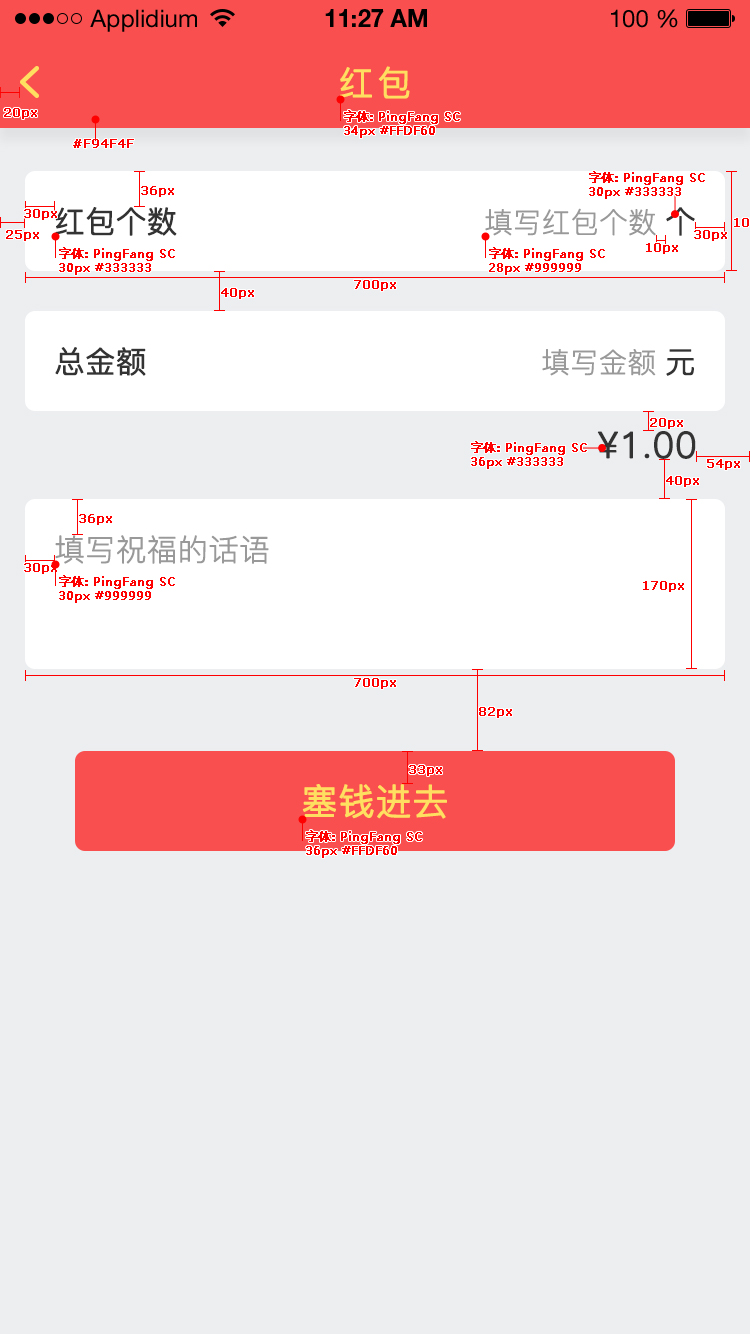 Applidium 11:27 AM 100 %
红包
20px
字体: PingFang SC
34px #FFDF60
#F94F4F
36px
字体: PingFang SC
30px #333333
30px
红包个数
填写红包个数 个
25px
10px
30px
10
字体: PingFang SC
30px #333333
字体: PingFang SC
28px #999999
700px
40px
总金额
填写金额 元
20px
字体: PingFang SC
36px #333333
¥1.00
54px
40px
36px
填写祝福的话语
30px
字体: PingFang SC
30px #999999
170px
700px
82px
33px
塞钱进去
字体: PingFang SC
36px #FFDF60